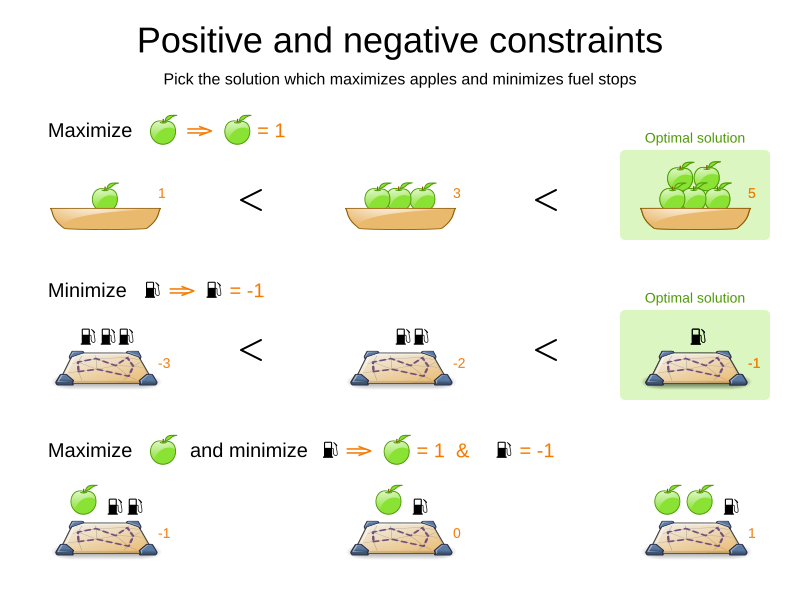 Positive and negative constraints
Pick the solution which maximizes apples and minimizes fuel stops
Maximize = 1
Optimal solution
1 < 3 < 5
Minimize = -1
Optimal solution
-3 < -2 < -1
Maximize and minimize = 1 & = -1
-1 0 1